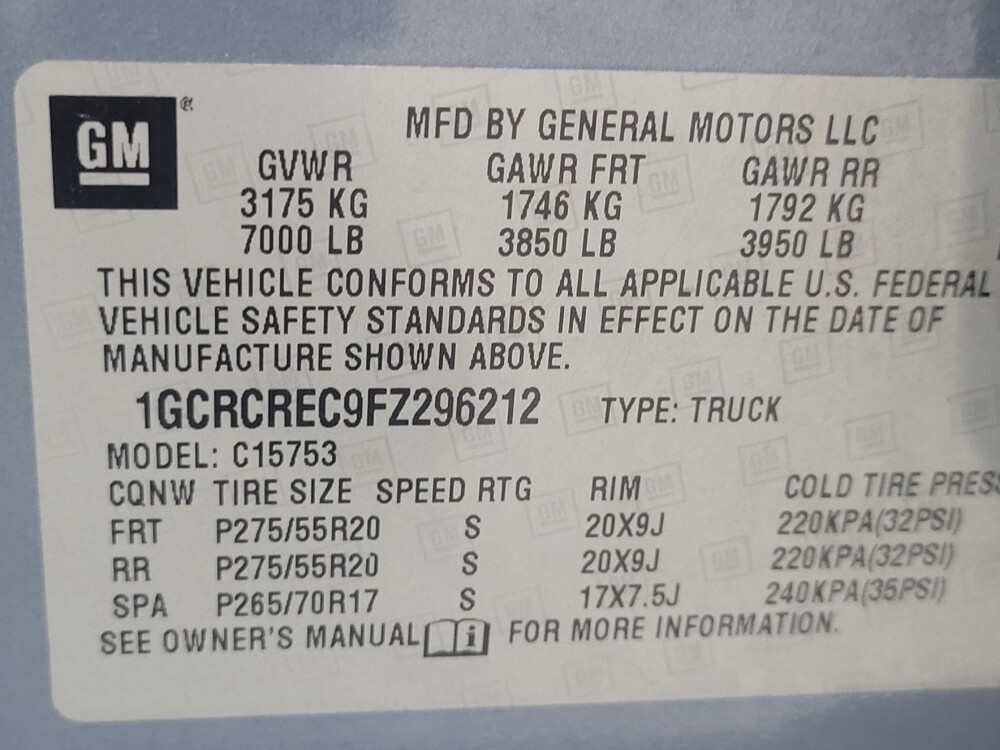 GM®
MFD BY GENERAL MOTORS LLC
GVWR GAWR FRT GAWR RR
3175 KG 1746 KG 1792 KG
7000 LB 3850 LB 3950 LB
THIS VEHICLE CONFORMS TO ALL APPLICABLE U.S. FEDERAL
VEHICLE SAFETY STANDARDS IN EFFECT ON THE DATE OF
MANUFACTURE SHOWN ABOVE.
1GCRCREC9FZ296212 TYPE: TRUCK
MODEL: C15753
CQNW TIRE SIZE SPEED RTG RIM COLD TIRE PRESS
FRT P275/55R20 S 20X9J 220KPA(32PSI)
RR P275/55R20 S 20X9J 220KPA(32PSI)
SPA P265/70R17 S 17X7.5J 240KPA(35PSI)
SEE OWNER'S MANUAL i FOR MORE INFORMATION.